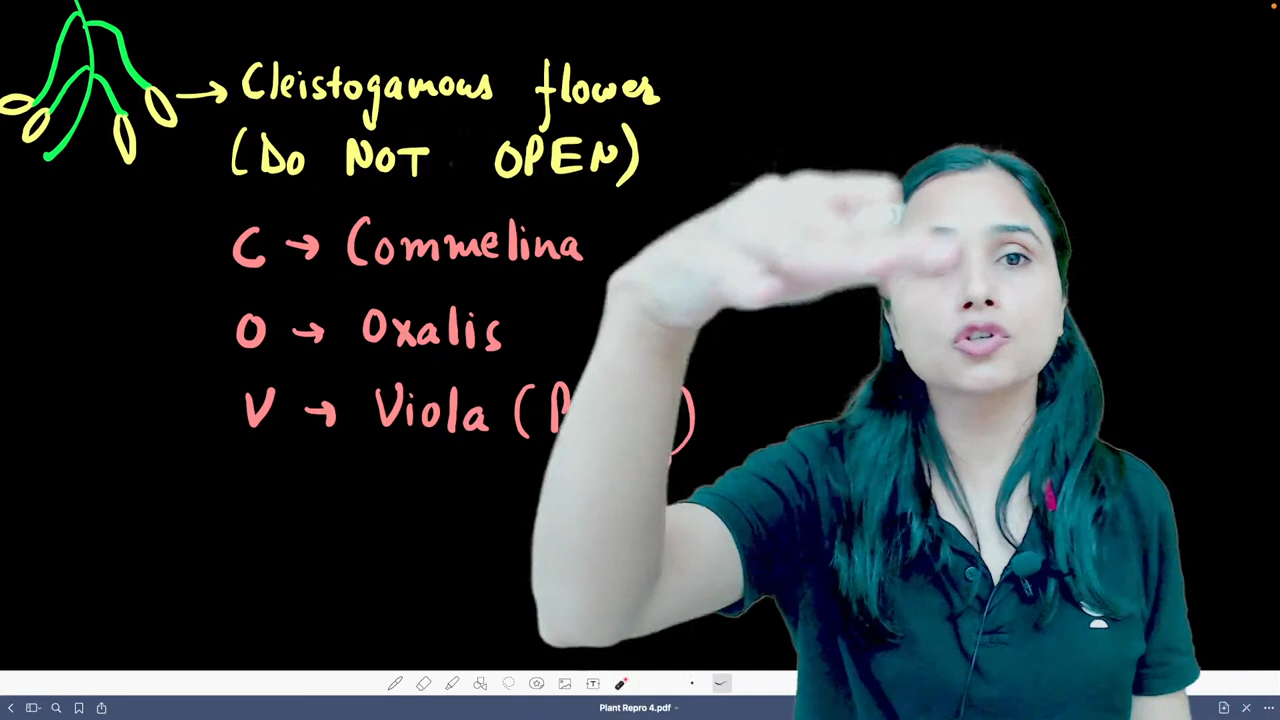 → Cleistogamous flower
(DO NOT OPEN)
C → Commelina
O → Oxalis
V → Viola ( )
Plant Repro 4.pdf